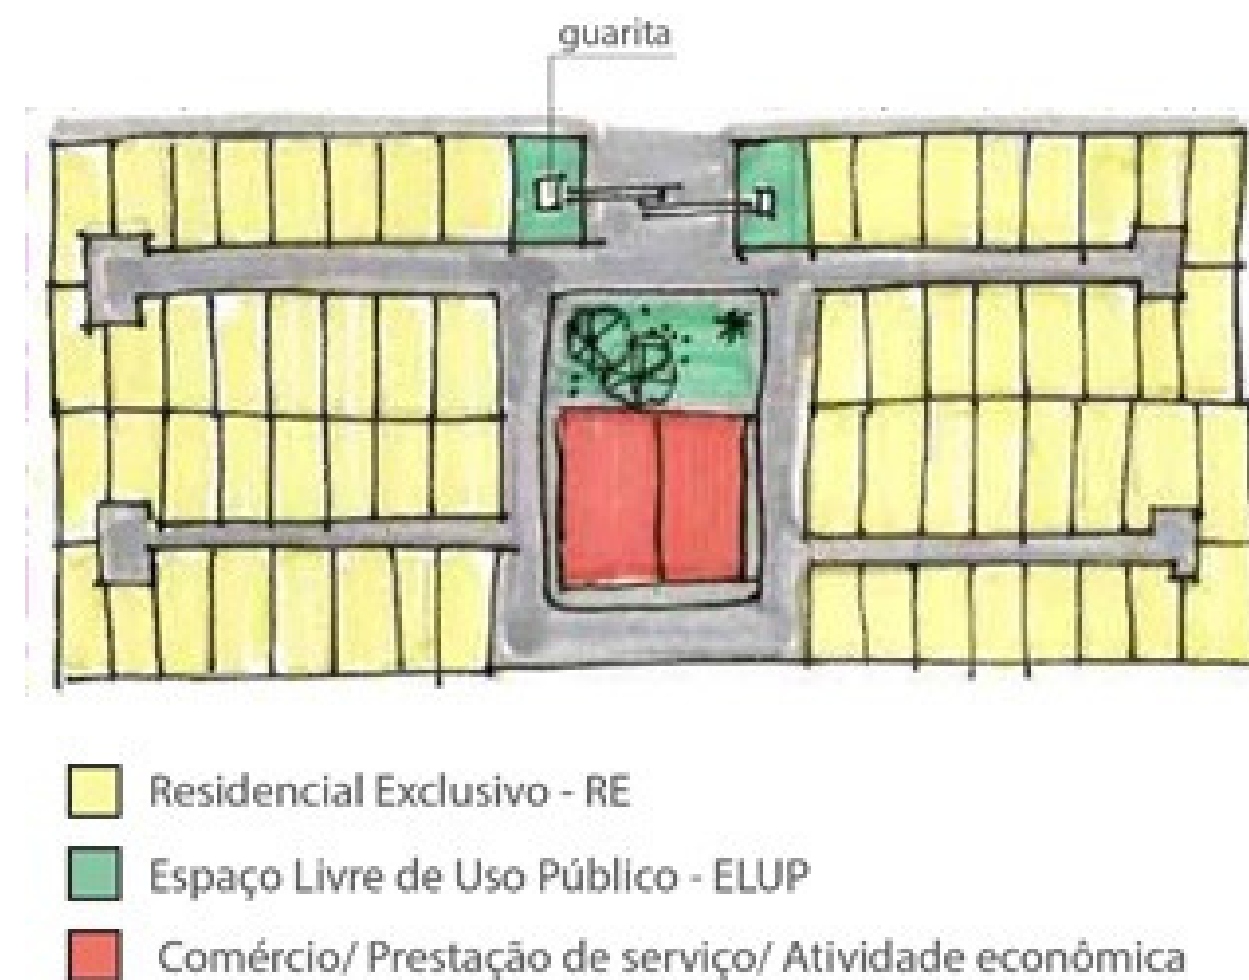 guarita
Residencial Exclusivo - RE
Espaço Livre de Uso Público - ELUP
Comércio/ Prestação de serviço/ Atividade econômica